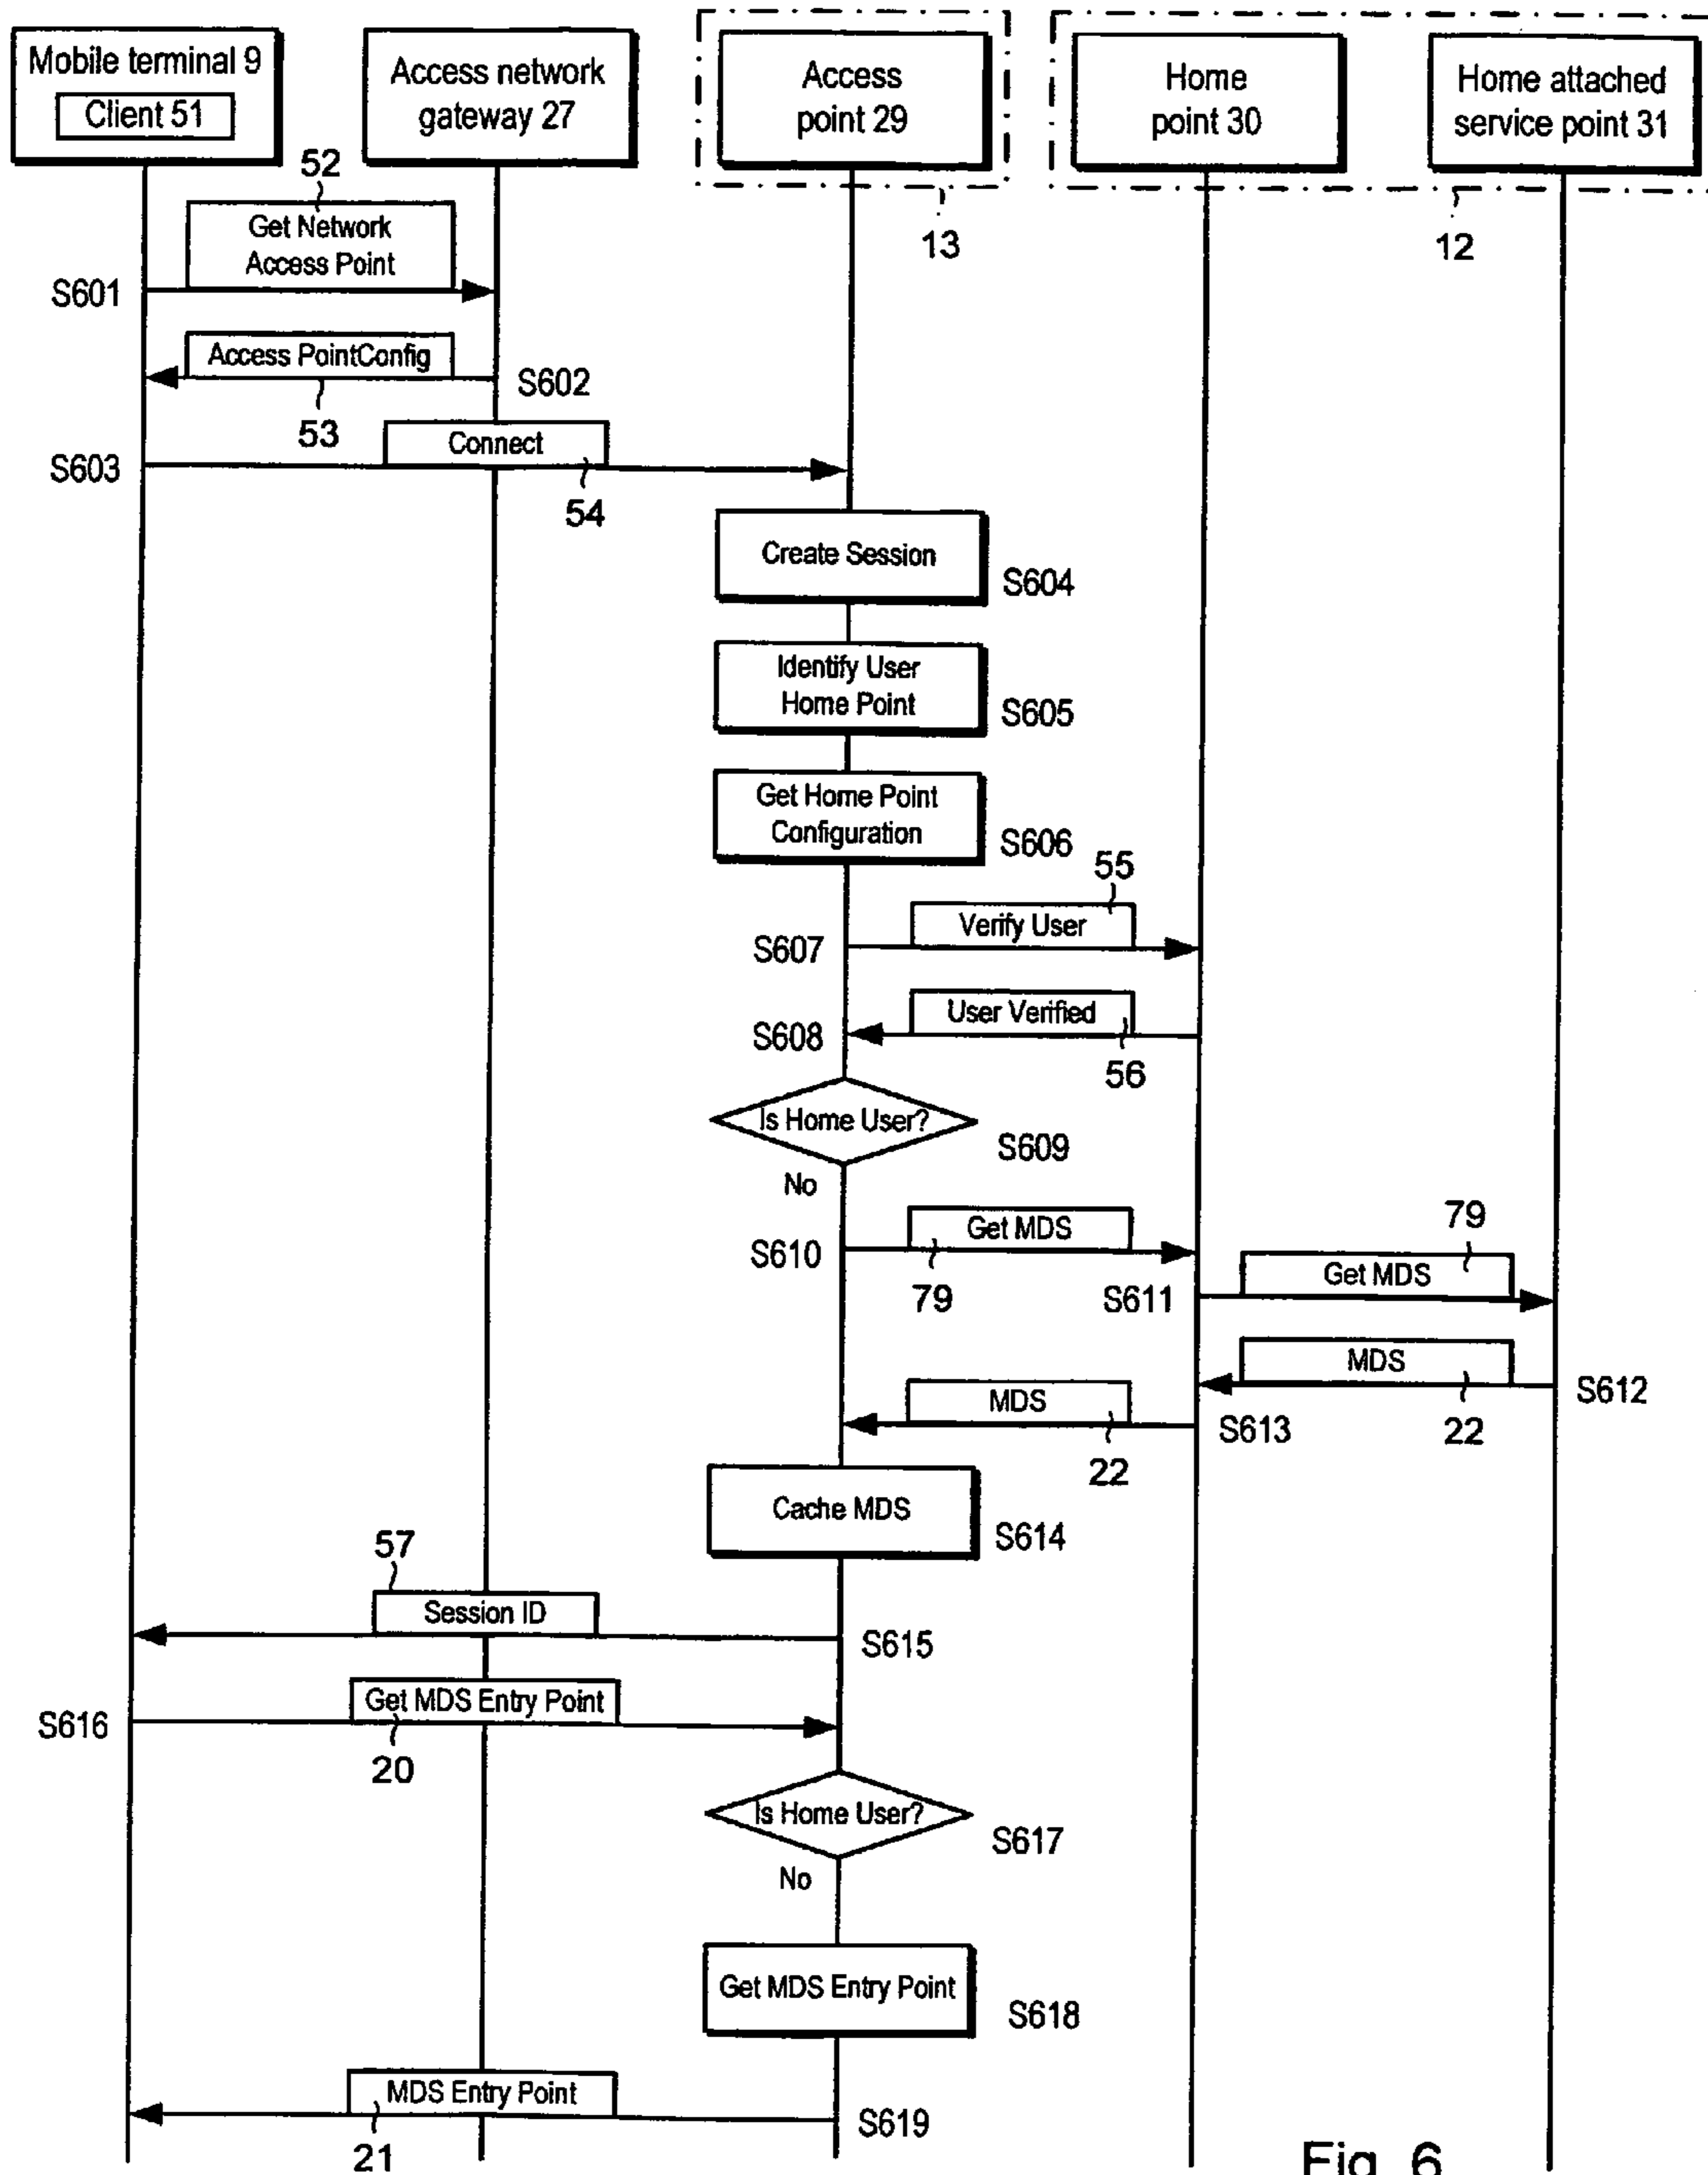 Mobile terminal 9
Client 51
Access network
gateway 27
Access
point 29
Home
point 30
Home attached
service point 31
13
12
52
Get Network
Access Point
S601
Access PointConfig
S602
53
Connect
S603
54
Create Session
S604
Identify User
Home Point
S605
Get Home Point
Configuration
S606
55
Verify User
S607
User Verified
S608
56
Is Home User?
S609
No
Get MDS
S610
79
79
Get MDS
S611
MDS
S612
22
MDS
S613
22
Cache MDS
S614
57
Session ID
S615
Get MDS Entry Point
S616
20
Is Home User?
S617
No
Get MDS Entry Point
S618
MDS Entry Point
S619
21
Fig. 6